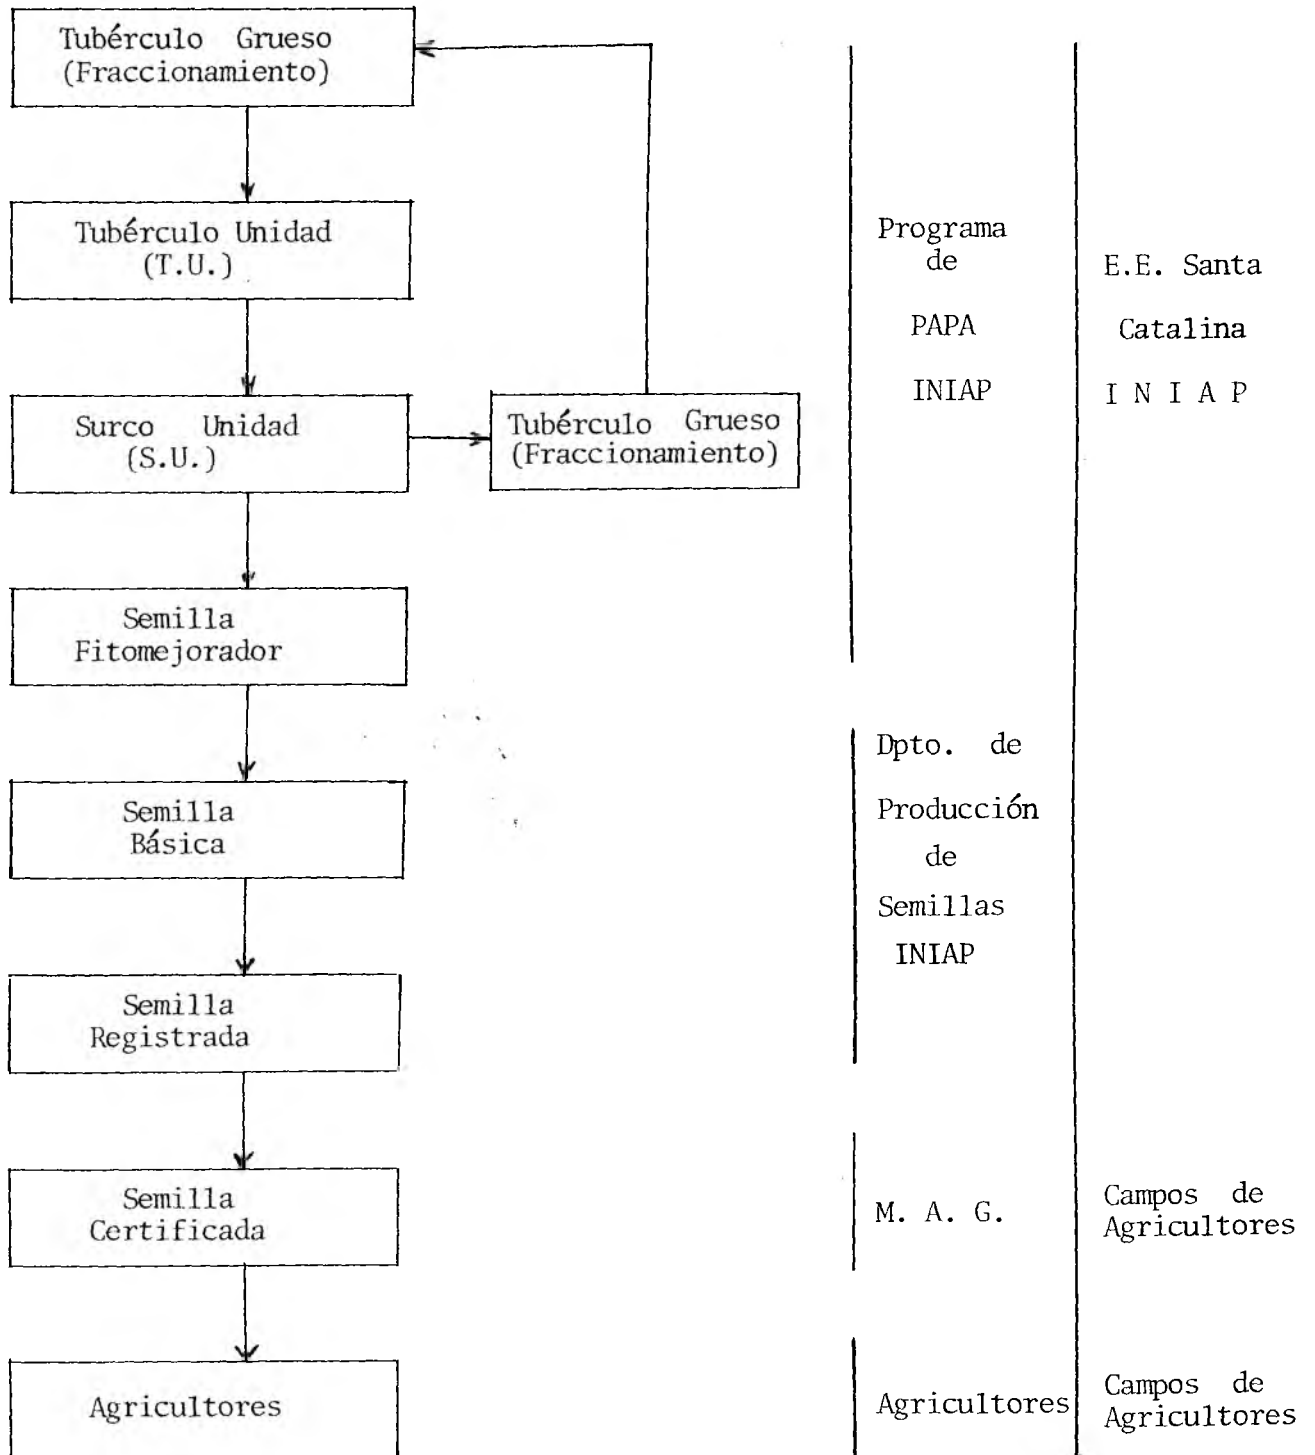 Tubérculo Grueso
(Fraccionamiento)
Tubérculo Unidad
(T.U.)
Surco Unidad
(S.U.)
Tubérculo Grueso
(Fraccionamiento)
Semilla
Fitomejorador
Semilla
Básica
Semilla
Registrada
Semilla
Certificada
Agricultores
Programa
de
PAPA
INIAP
Dpto. de
Producción
de
Semillas
INIAP
M. A. G.
Agricultores
E.E. Santa
Catalina
I N I A P
Campos de
Agricultores
Campos de
Agricultores